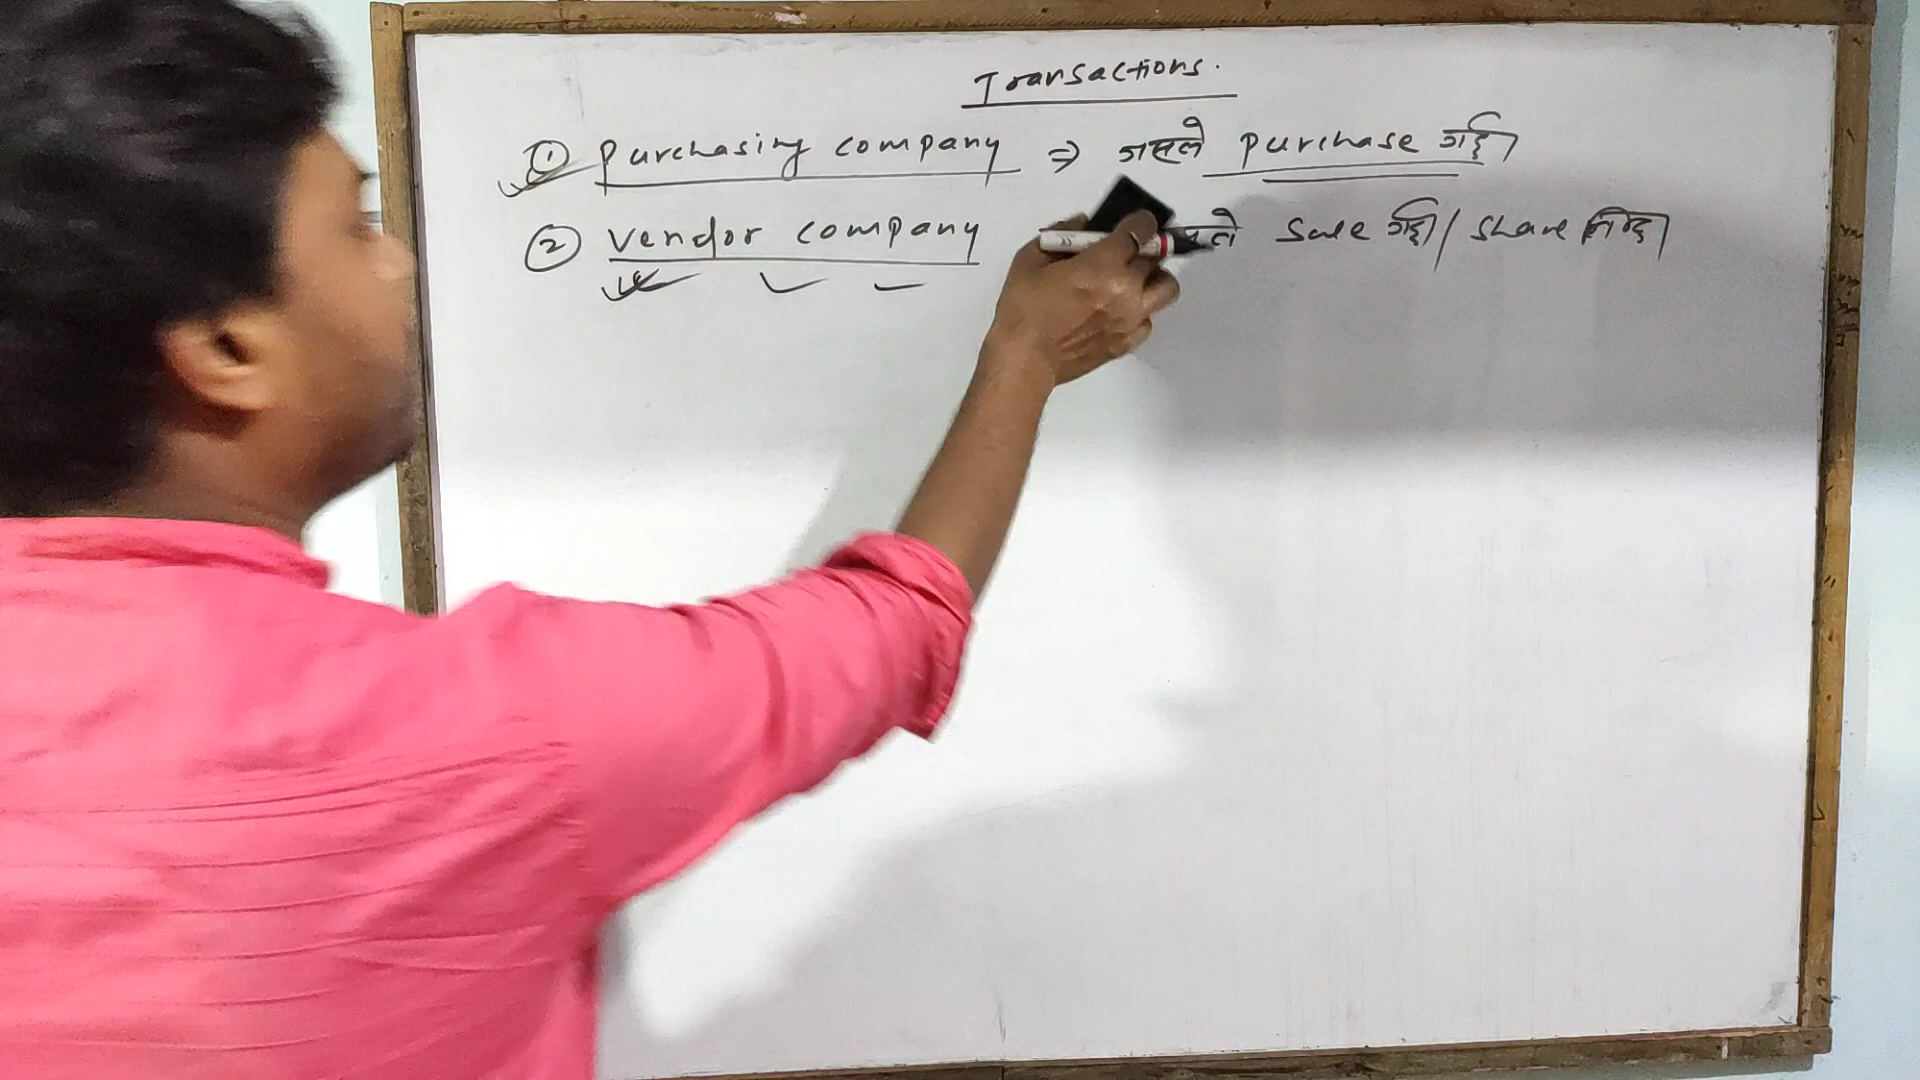 Transactions.
① Purchasing company ⇒ जसले purchase गर्छ।
② Vendor company Sale गर्छ। / Share